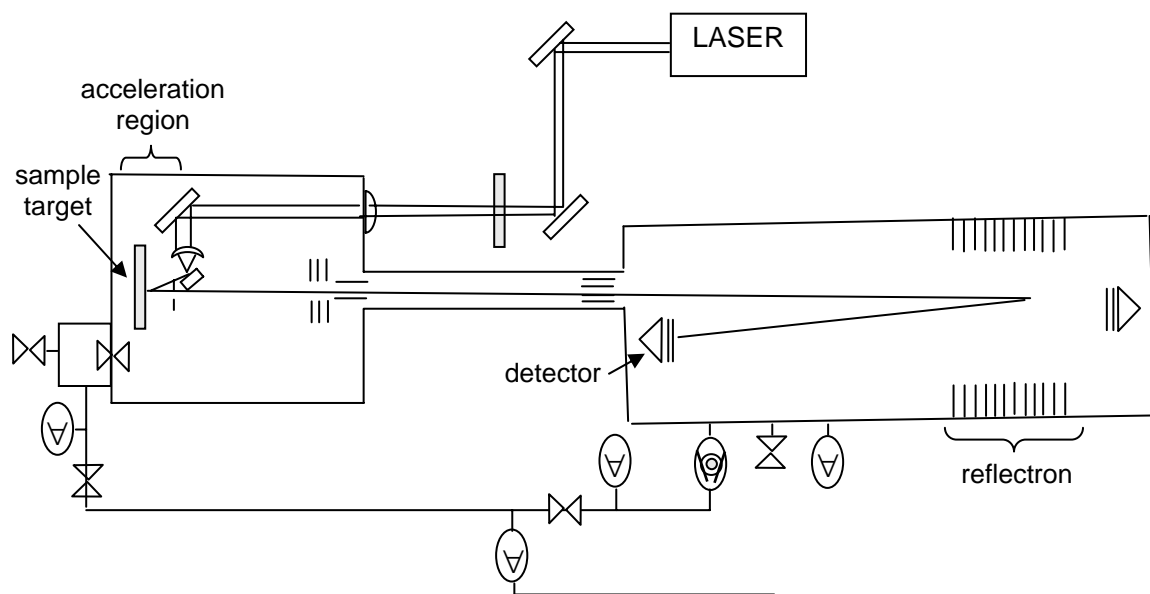 LASER
acceleration
region
sample
target
detector
reflectron